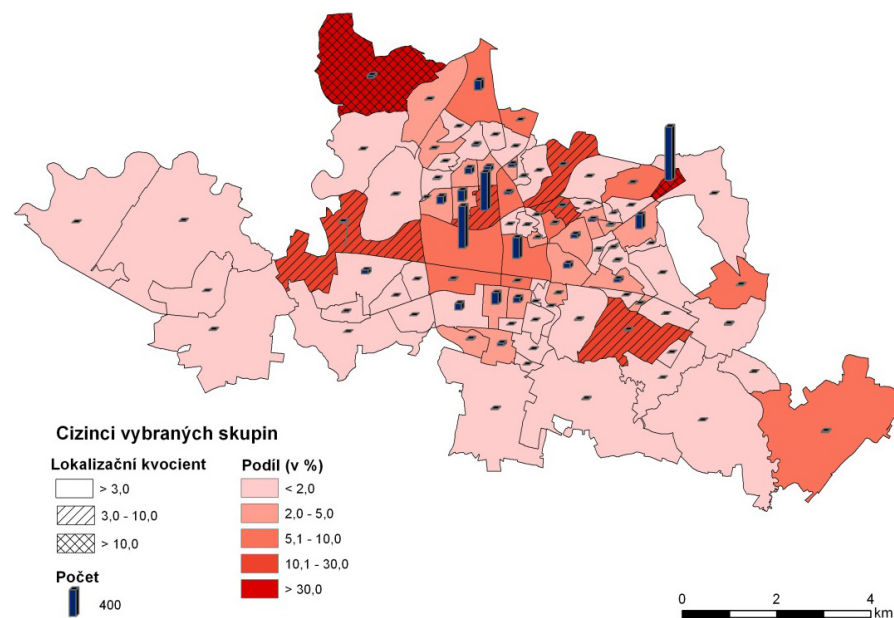 Cizinci vybraných skupin
Lokalizační kvocient
> 3,0
3,0 - 10,0
> 10,0
Počet
400
Podíl (v %)
< 2,0
2,0 - 5,0
5,1 - 10,0
10,1 - 30,0
> 30,0
0 2 4
km